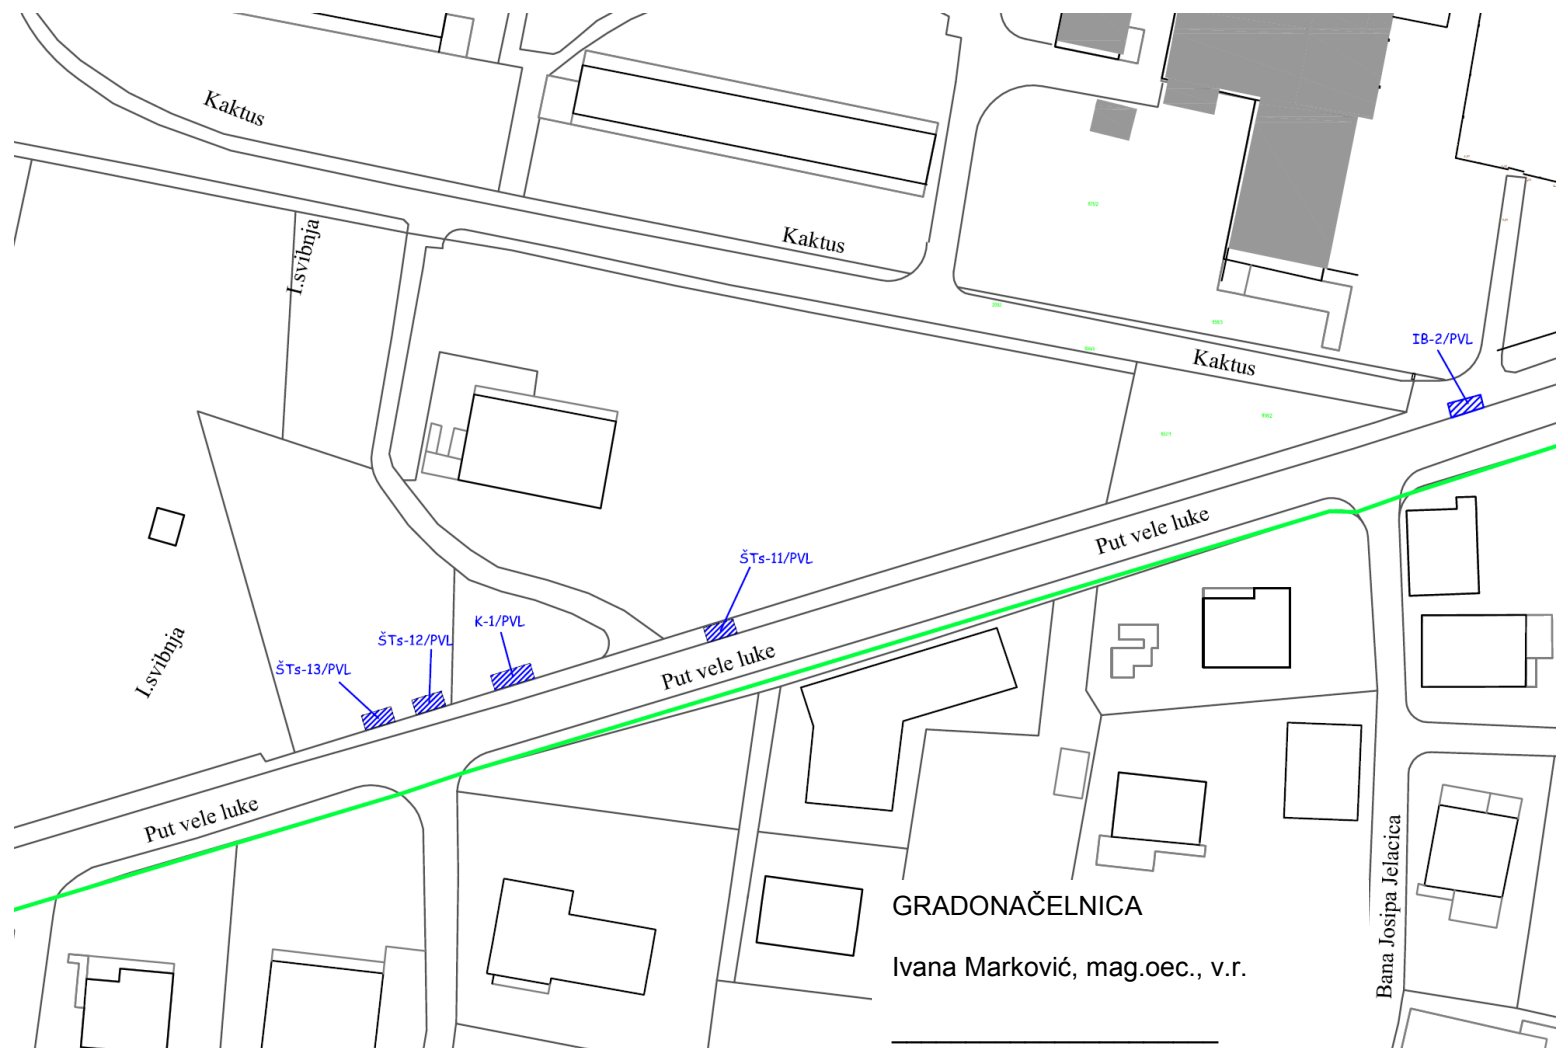 Kaktus
I.svibnja
Kaktus
IB-2/PVL
Kaktus
Put vele luke
ŠTs-11/PVL
K-1/PVL
ŠTs-12/PVL
ŠTs-13/PVL
I.svibnja
Put vele luke
Put vele luke
Bana Josipa Jelacica
GRADONAČELNICA
Ivana Marković, mag.oec., v.r.